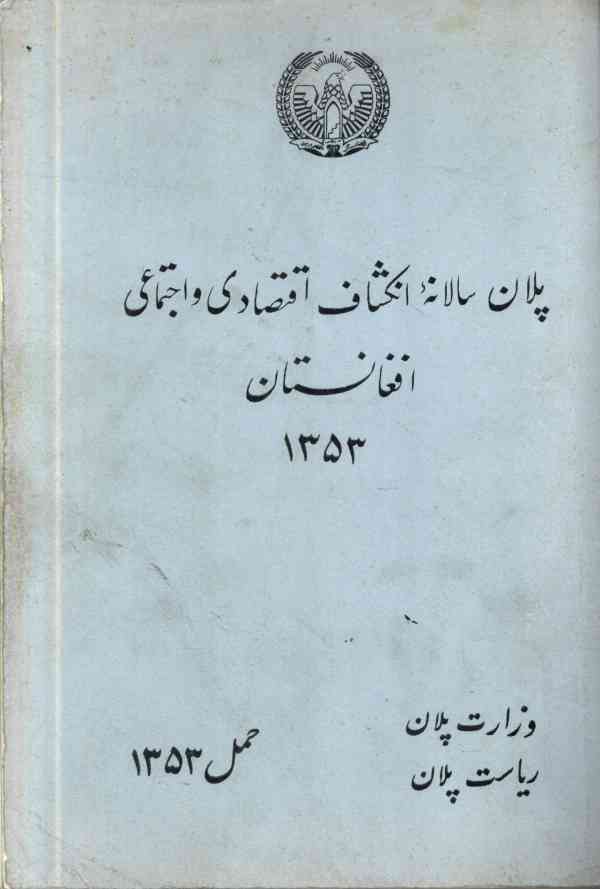 پلان سالانهٔ انکشاف اقتصادی و اجتماعی
افغانستان
۱۳۵۳
وزارت پلان
ریاست پلان
حمل ۱۳۵۳